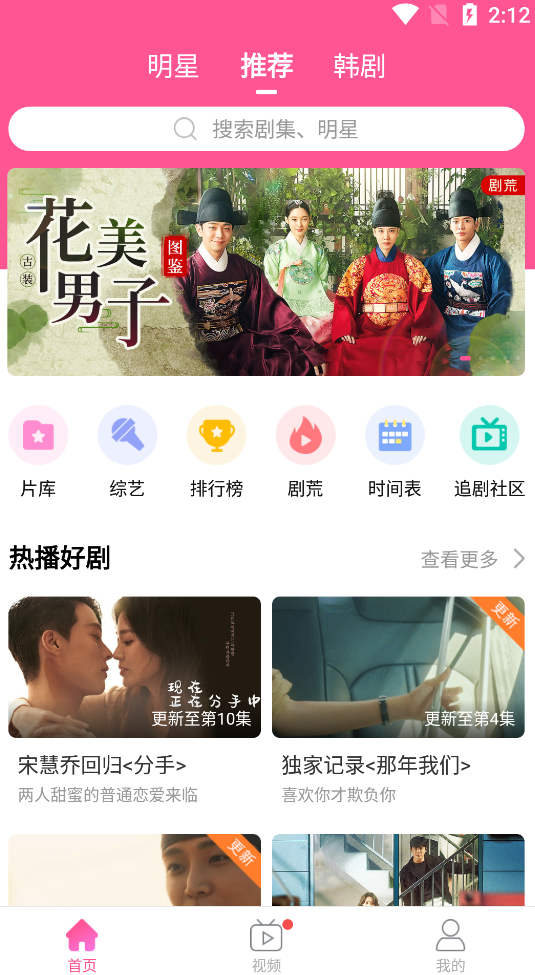 2:12
明星
推荐
韩剧
搜索剧集、明星
剧荒
花美男子
图鉴
古装
片库
综艺
排行榜
剧荒
时间表
追剧社区
热播好剧
查看更多
现在
正在分手中
更新至第10集
更新
更新至第4集
宋慧乔回归<分手>
独家记录<那年我们>
两人甜蜜的普通恋爱来临
喜欢你才欺负你
更新
首页
视频
我的